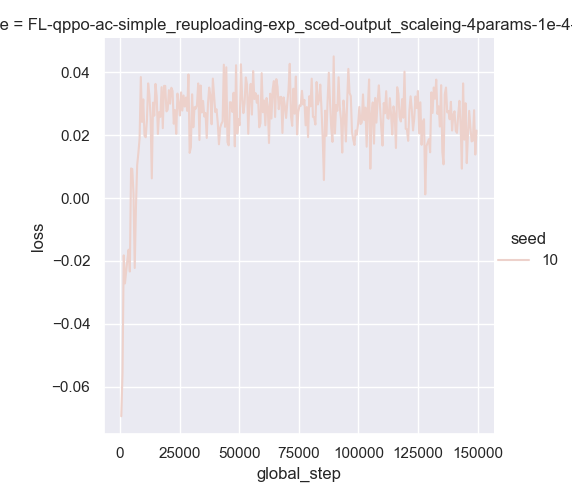 e = FL-qppo-ac-simple_reuploading-exp_sced-output_scaleing-4params-1e-4-
0.04
0.02
0.00
−0.02
−0.04
−0.06
loss
0 25000 50000 75000 100000 125000 150000
global_step
seed
10